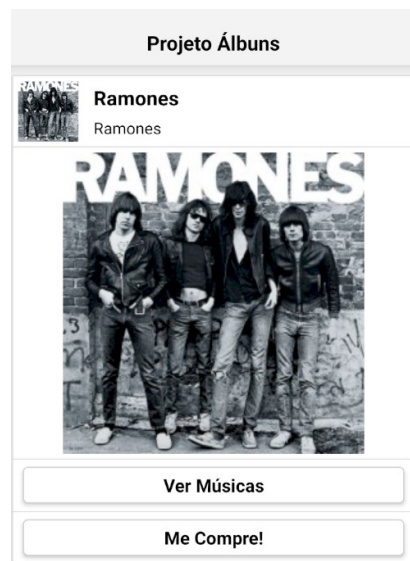 Projeto Álbuns
RAMONES
Ramones
Ramones
RAMONES
Ver Músicas
Me Compre!